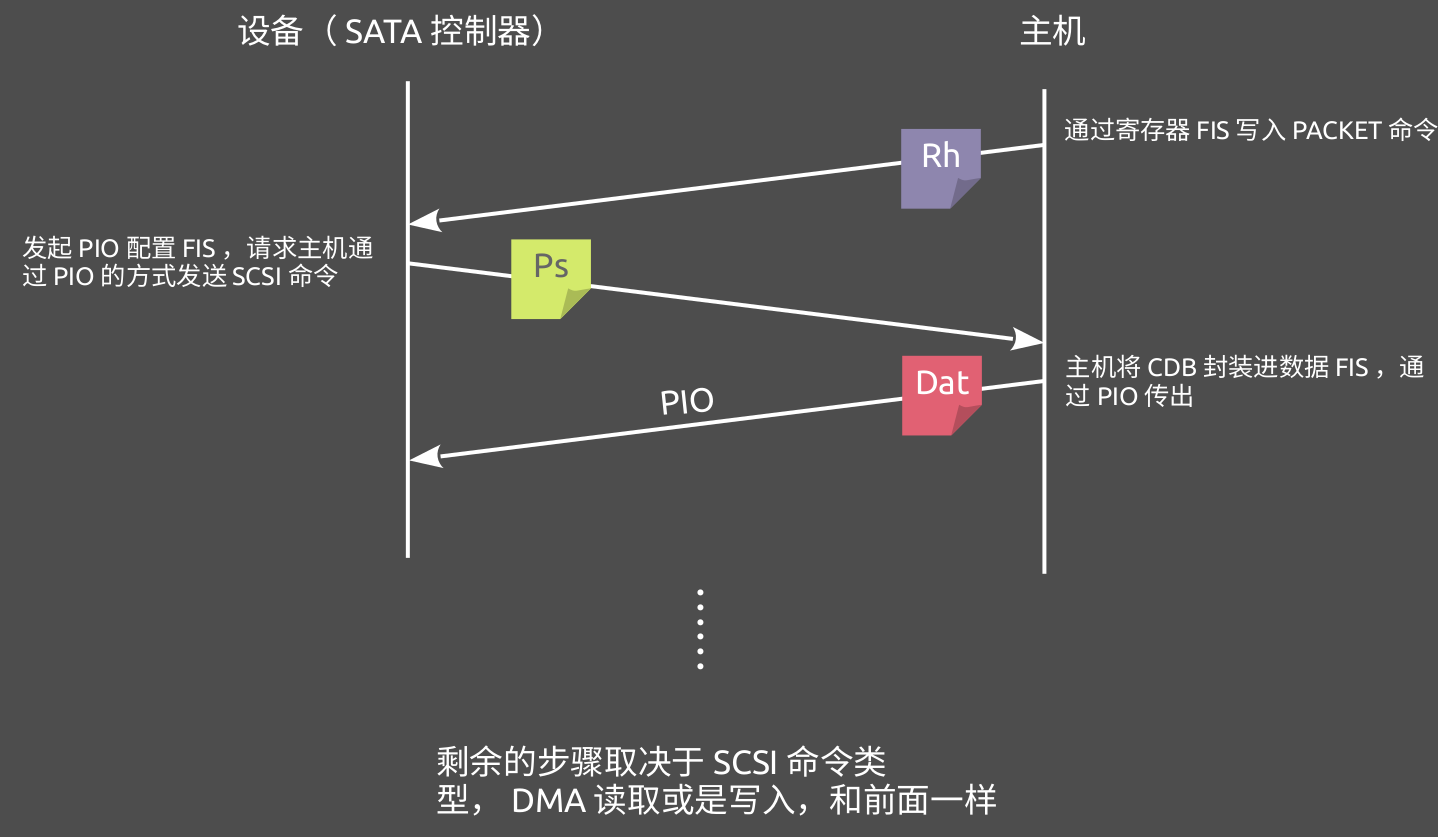 设备（ SATA 控制器）
主机
通过寄存器 FIS 写入 PACKET 命令
Rh
发起 PIO 配置 FIS ，请求主机通
过 PIO 的方式发送 SCSI 命令
Ps
主机将 CDB 封装进数据 FIS ，通
过 PIO 传出
Dat
PIO
剩余的步骤取决于 SCSI 命令类
型， DMA 读取或是写入，和前面一样